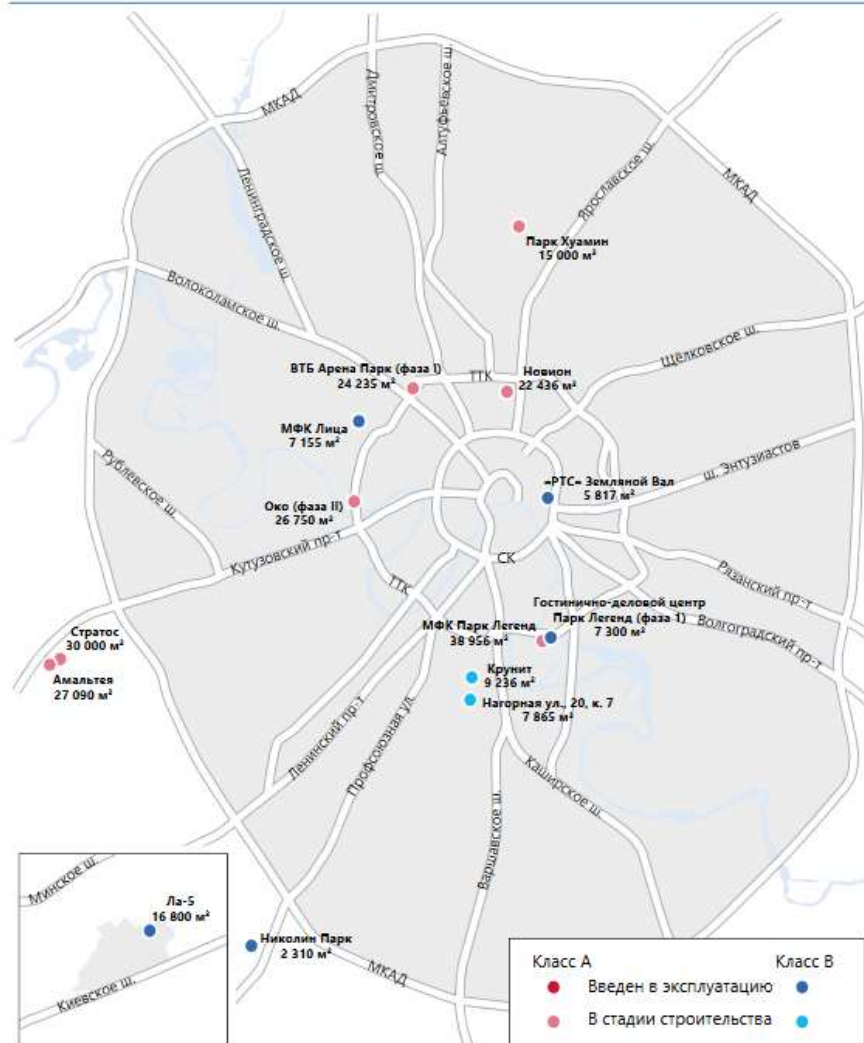 МКАД
Дмитровское ш.
Алтуфьевское ш.
Ярославское ш.
МКАД
Ленинградское ш.
Парк Хуамин
15 000 м²
Волоколамское ш.
Щёлковское ш.
ВТБ Арена Парк (фаза I)
24 235 м²
ТТК
Новион
22 436 м²
МФК Лица
7 155 м²
Рублевское ш.
ш. Энтузиастов
=РТС= Земляной Вал
5 817 м²
Око (фаза II)
26 750 м²
Кутузовский пр-т
ТТК
СК
Рязанский пр-т
Волгоградский пр-т
Гостинично-деловой центр
Парк Легенд (фаза 1)
7 300 м²
МФК Парк Легенд
38 956 м²
Стратос
30 000 м²
Амальтея
27 090 м²
Крунит
9 236 м²
Нагорная ул., 20, к. 7
7 865 м²
Ленинский пр-т
Профсоюзная ул.
Каширское ш.
Варшавское ш.
Минское ш.
Ла-5
16 800 м²
Киевское ш.
Николин Парк
2 310 м²
МКАД
Класс А Класс В
Введен в эксплуатацию
В стадии строительства